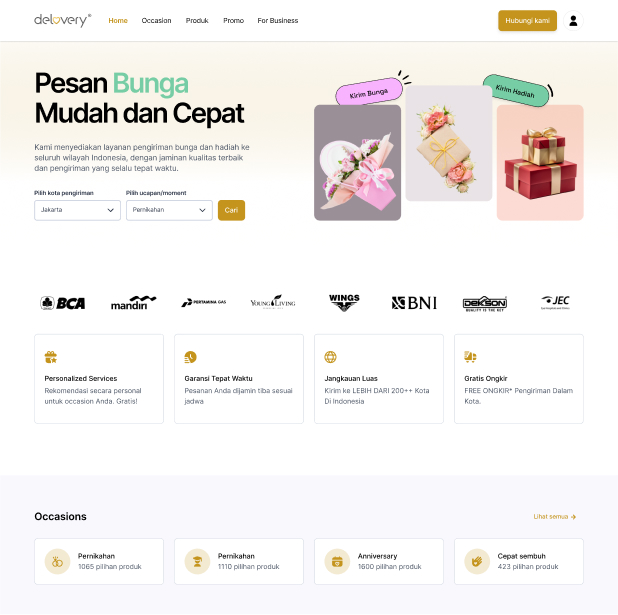 delovery®
Home
Occasion
Produk
Promo
For Business
Hubungi kami
Pesan Bunga
Mudah dan Cepat
Kirim Bunga
Kirim Hadiah
Kami menyediakan layanan pengiriman bunga dan hadiah ke
seluruh wilayah Indonesia, dengan jaminan kualitas terbaik
dan pengiriman yang selalu tepat waktu.
Pilih kota pengiriman
Pilih ucapan/moment
Jakarta
Pernikahan
Cari
BCA
mandiri
PERTAMINA GAS
YOUNG LIVING
WINGS
BNI
DEKSON
QUALITY IS THE KEY
JEC
Personalized Services
Rekomendasi secara personal
untuk occasion Anda. Gratis!
Garansi Tepat Waktu
Pesanan Anda dijamin tiba sesuai
jadwa
Jangkauan Luas
Kirim ke LEBIH DARI 200++ Kota
Di Indonesia
Gratis Ongkir
FREE ONGKIR* Pengiriman Dalam
Kota.
Occasions
Lihat semua
Pernikahan
1065 pilihan produk
Pernikahan
1110 pilihan produk
Anniversary
1600 pilihan produk
Cepat sembuh
423 pilihan produk